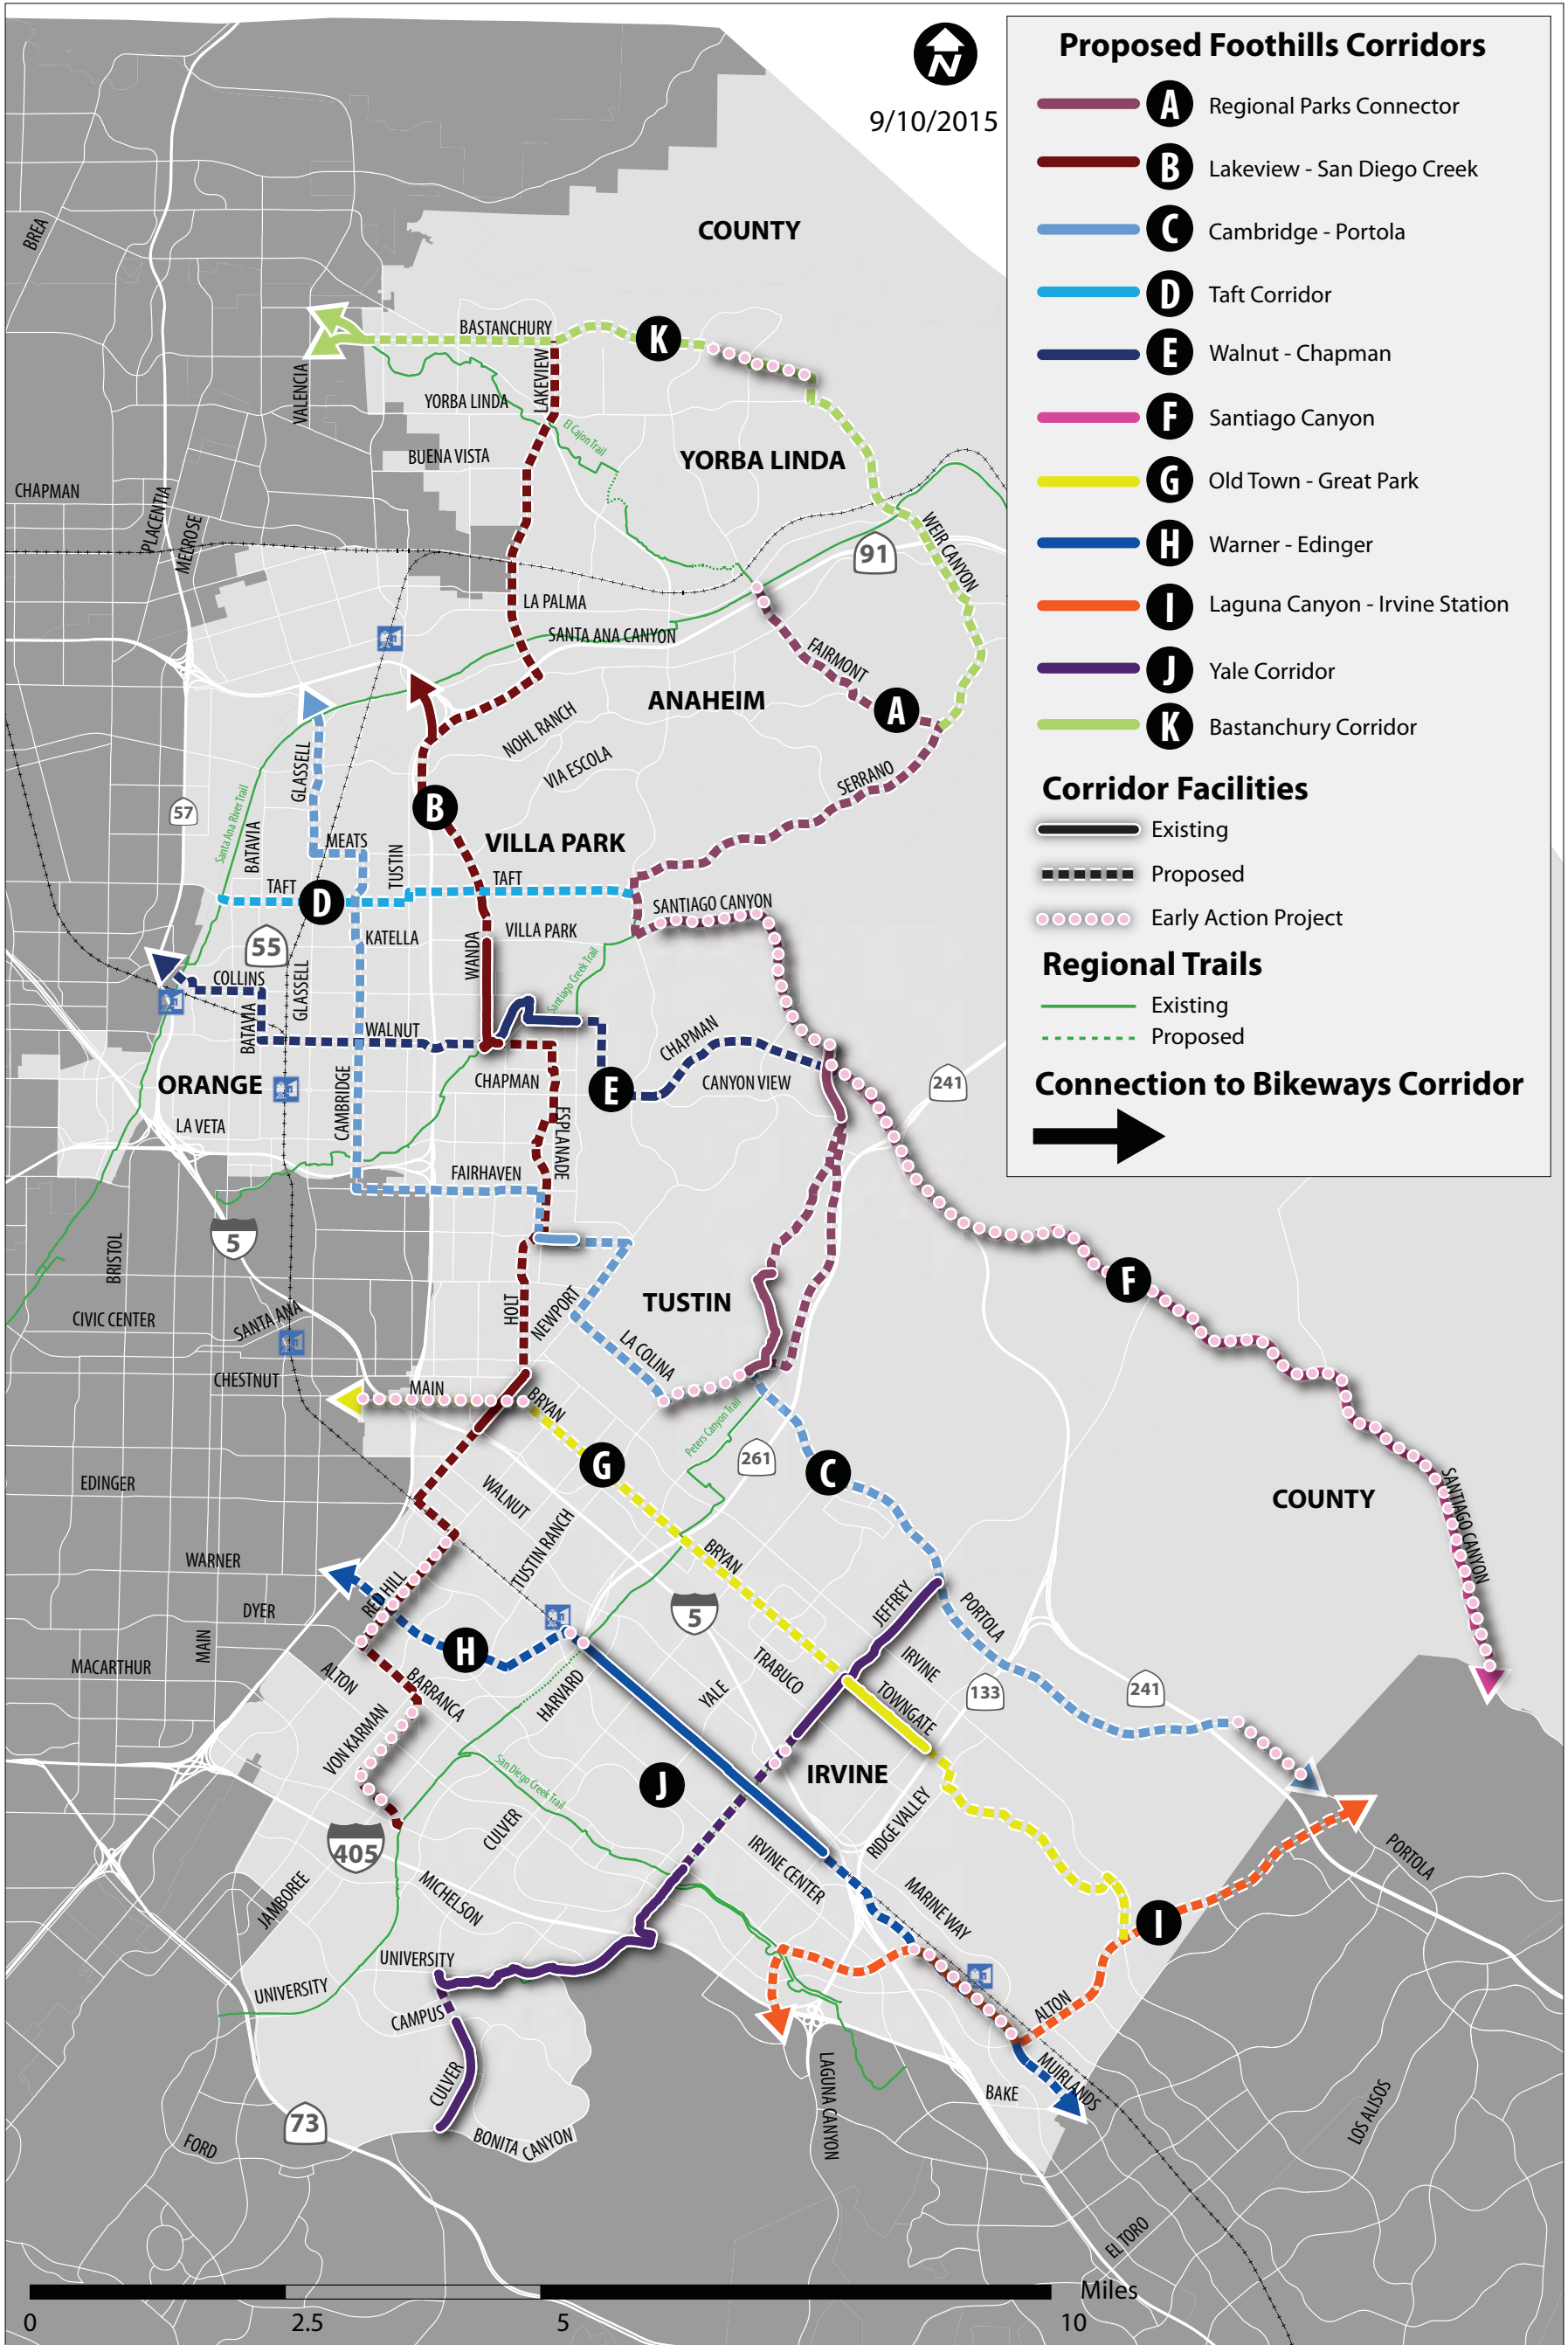 N
9/10/2015
Proposed Foothills Corridors
A Regional Parks Connector
B Lakeview - San Diego Creek
C Cambridge - Portola
D Taft Corridor
E Walnut - Chapman
F Santiago Canyon
G Old Town - Great Park
H Warner - Edinger
I Laguna Canyon - Irvine Station
J Yale Corridor
K Bastanchury Corridor
Corridor Facilities
Existing
Proposed
Early Action Project
Regional Trails
Existing
Proposed
Connection to Bikeways Corridor
COUNTY
BREA
BASTANCHURY
K
VALENCIA
LAKEVIEW
YORBA LINDA
El Cajon Trail
BUENA VISTA
YORBA LINDA
CHAPMAN
PLACENTIA
MELROSE
WEIR CANYON
91
LA PALMA
SANTA ANA CANYON
FAIRMONT
ANAHEIM
A
NOHL RANCH
VIA ESCOLA
SERRANO
GLASSELL
57
Santa Ana River Trail
BATAVIA
B
MEATS
TUSTIN
VILLA PARK
TAFT
D
TAFT
SANTIAGO CANYON
55
KATELLA
VILLA PARK
WANDA
Santiago Creek Trail
COLLINS
GLASSELL
BATAVIA
WALNUT
CHAPMAN
ORANGE
CHAPMAN
E
CANYON VIEW
241
CAMBRIDGE
LA VETA
ESPLANADE
FAIRHAVEN
5
BRISTOL
F
TUSTIN
CIVIC CENTER
SANTA ANA
HOLT
NEWPORT
LA COLINA
CHESTNUT
MAIN
BRYAN
Peters Canyon Trail
G
261
C
EDINGER
WALNUT
COUNTY
SANTIAGO CANYON
TUSTIN RANCH
BRYAN
WARNER
RED HILL
DYER
5
JEFFREY
PORTOLA
MAIN
H
MACARTHUR
ALTON
BARRANCA
HARVARD
YALE
TRABUCO
IRVINE
TOWNGATE
133
241
VON KARMAN
San Diego Creek Trail
J
IRVINE
CULVER
RIDGE VALLEY
405
IRVINE CENTER
PORTOLA
JAMBOREE
MICHELSON
MARINE WAY
I
UNIVERSITY
UNIVERSITY
CAMPUS
ALTON
CULVER
LAGUNA CANYON
MUIRLANDS
BAKE
73
BONITA CANYON
FORD
LOS ALISOS
EL TORO
Miles
0 2.5 5 10